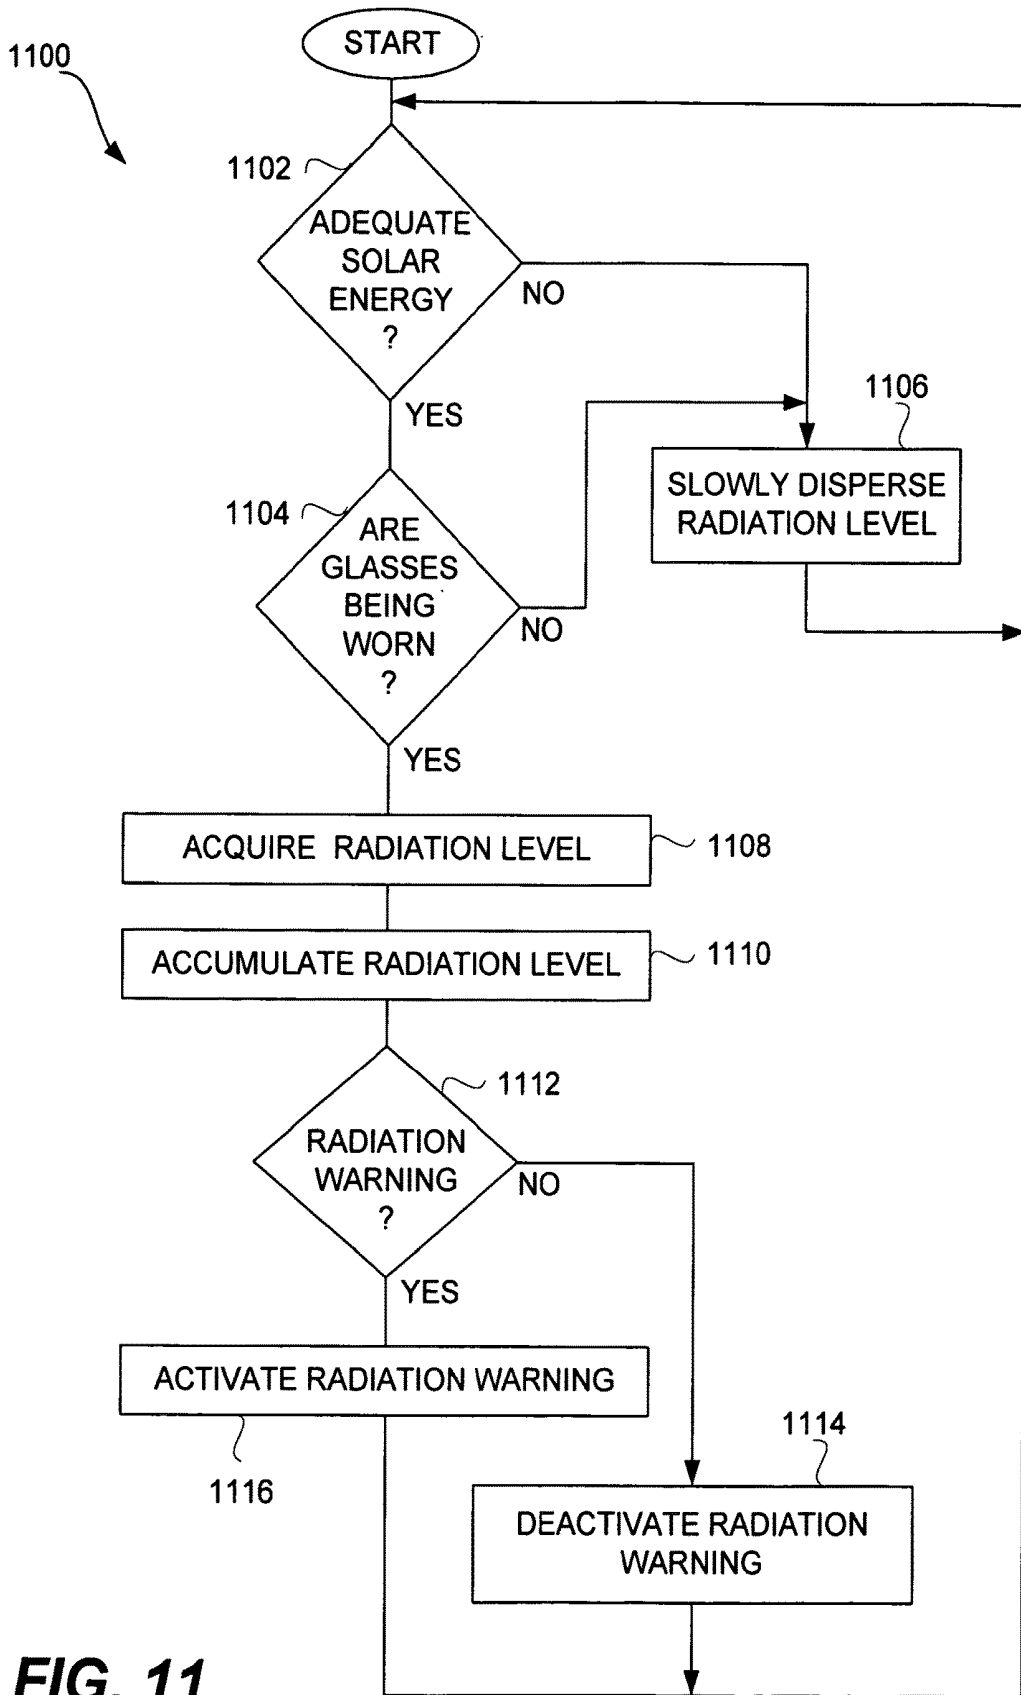 START
1100
1102
ADEQUATE
SOLAR
ENERGY
?
NO
YES
1106
SLOWLY DISPERSE
RADIATION LEVEL
1104
ARE
GLASSES
BEING
WORN
?
NO
YES
ACQUIRE RADIATION LEVEL
1108
ACCUMULATE RADIATION LEVEL
1110
1112
RADIATION
WARNING
?
NO
YES
ACTIVATE RADIATION WARNING
1116
1114
DEACTIVATE RADIATION
WARNING
FIG. 11